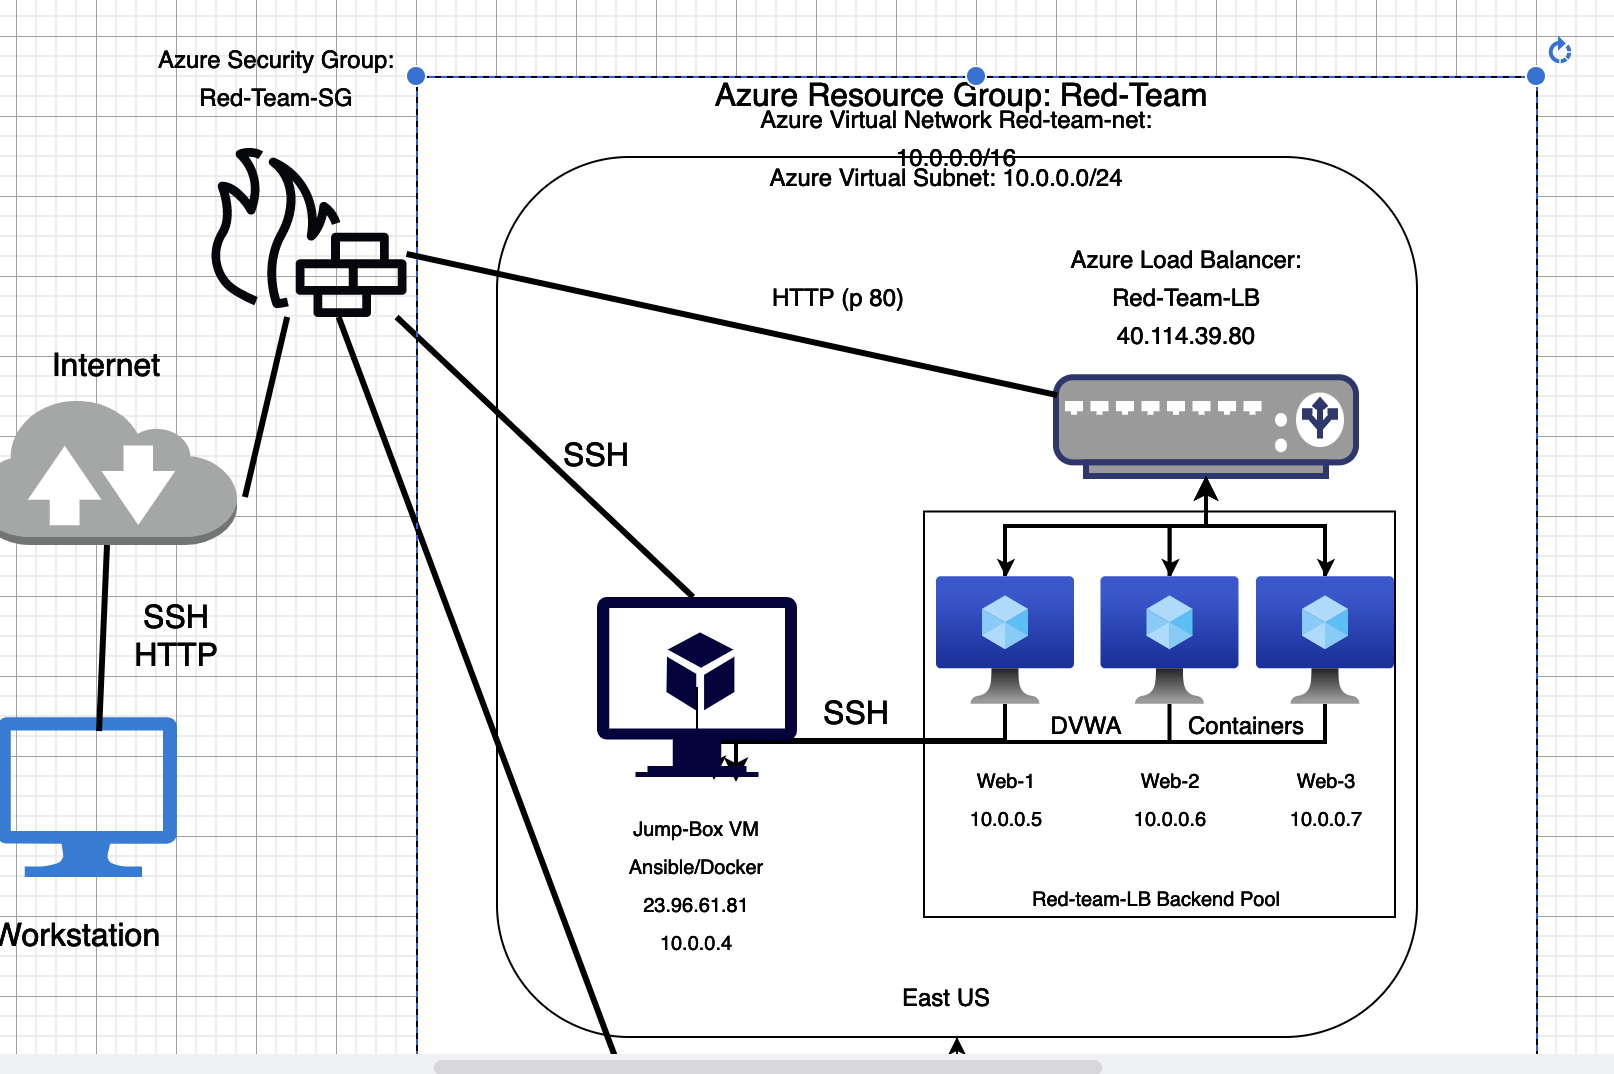 Azure Security Group:
Red-Team-SG
Azure Resource Group: Red-Team
Azure Virtual Network Red-team-net:
10.0.0.0/16
Azure Virtual Subnet: 10.0.0.0/24
Azure Load Balancer:
Red-Team-LB
40.114.39.80
HTTP (p 80)
Internet
SSH
SSH
HTTP
SSH
DVWA
Containers
Web-1
10.0.0.5
Web-2
10.0.0.6
Web-3
10.0.0.7
Red-team-LB Backend Pool
Jump-Box VM
Ansible/Docker
23.96.61.81
10.0.0.4
Workstation
East US